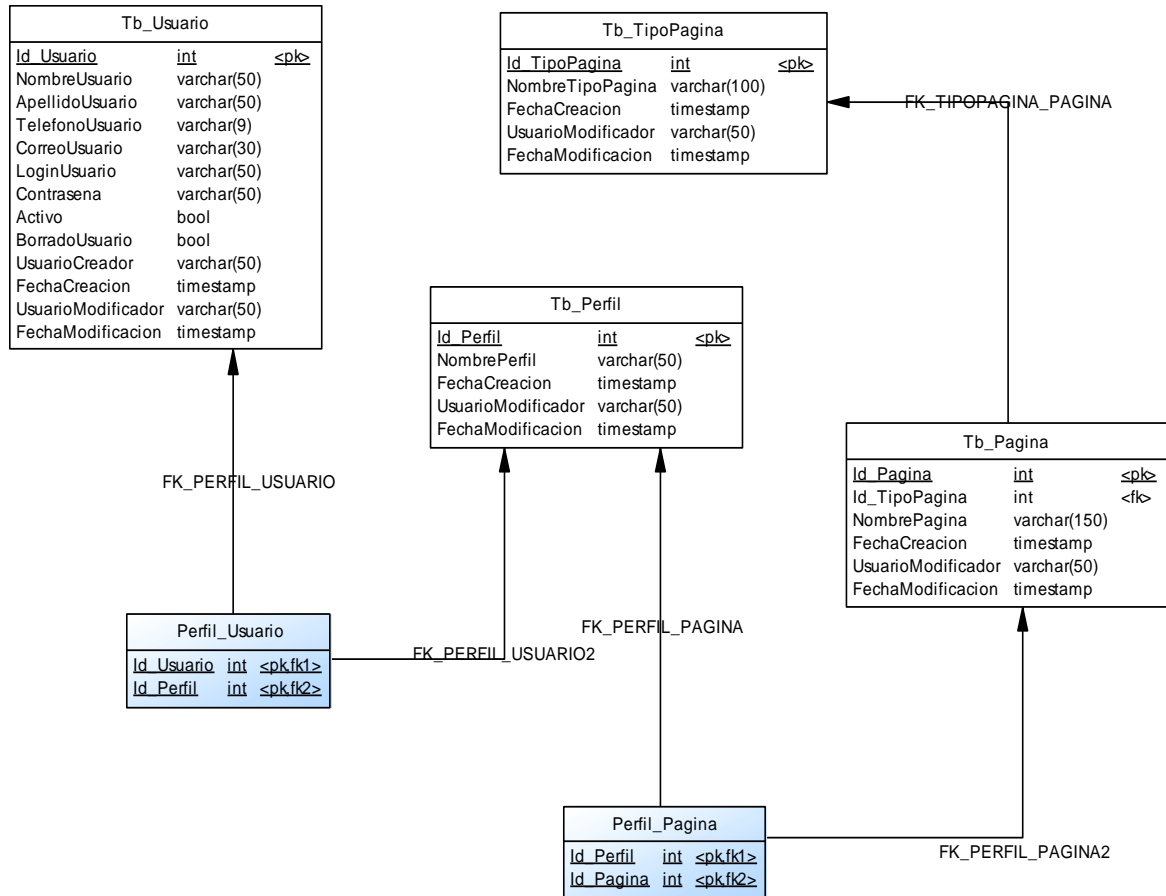 Tb_Usuario
Id_Usuario int <pk>
NombreUsuario varchar(50)
ApellidoUsuario varchar(50)
TelefonoUsuario varchar(9)
CorreoUsuario varchar(30)
LoginUsuario varchar(50)
Contrasena varchar(50)
Activo bool
BorradoUsuario bool
UsuarioCreador varchar(50)
FechaCreacion timestamp
UsuarioModificador varchar(50)
FechaModificacion timestamp
Tb_TipoPagina
Id_TipoPagina int <pk>
NombreTipoPagina varchar(100)
FechaCreacion timestamp
UsuarioModificador varchar(50)
FechaModificacion timestamp
FK_TIPOPAGINA_PAGINA
Tb_Perfil
Id_Perfil int <pk>
NombrePerfil varchar(50)
FechaCreacion timestamp
UsuarioModificador varchar(50)
FechaModificacion timestamp
Tb_Pagina
Id_Pagina int <pk>
Id_TipoPagina int <fk>
NombrePagina varchar(150)
FechaCreacion timestamp
UsuarioModificador varchar(50)
FechaModificacion timestamp
FK_PERFIL_USUARIO
Perfil_Usuario
Id_Usuario int <pk,fk1>
Id_Perfil int <pk,fk2>
FK_PERFIL_USUARIO2
FK_PERFIL_PAGINA
Perfil_Pagina
Id_Perfil int <pk,fk1>
Id_Pagina int <pk,fk2>
FK_PERFIL_PAGINA2